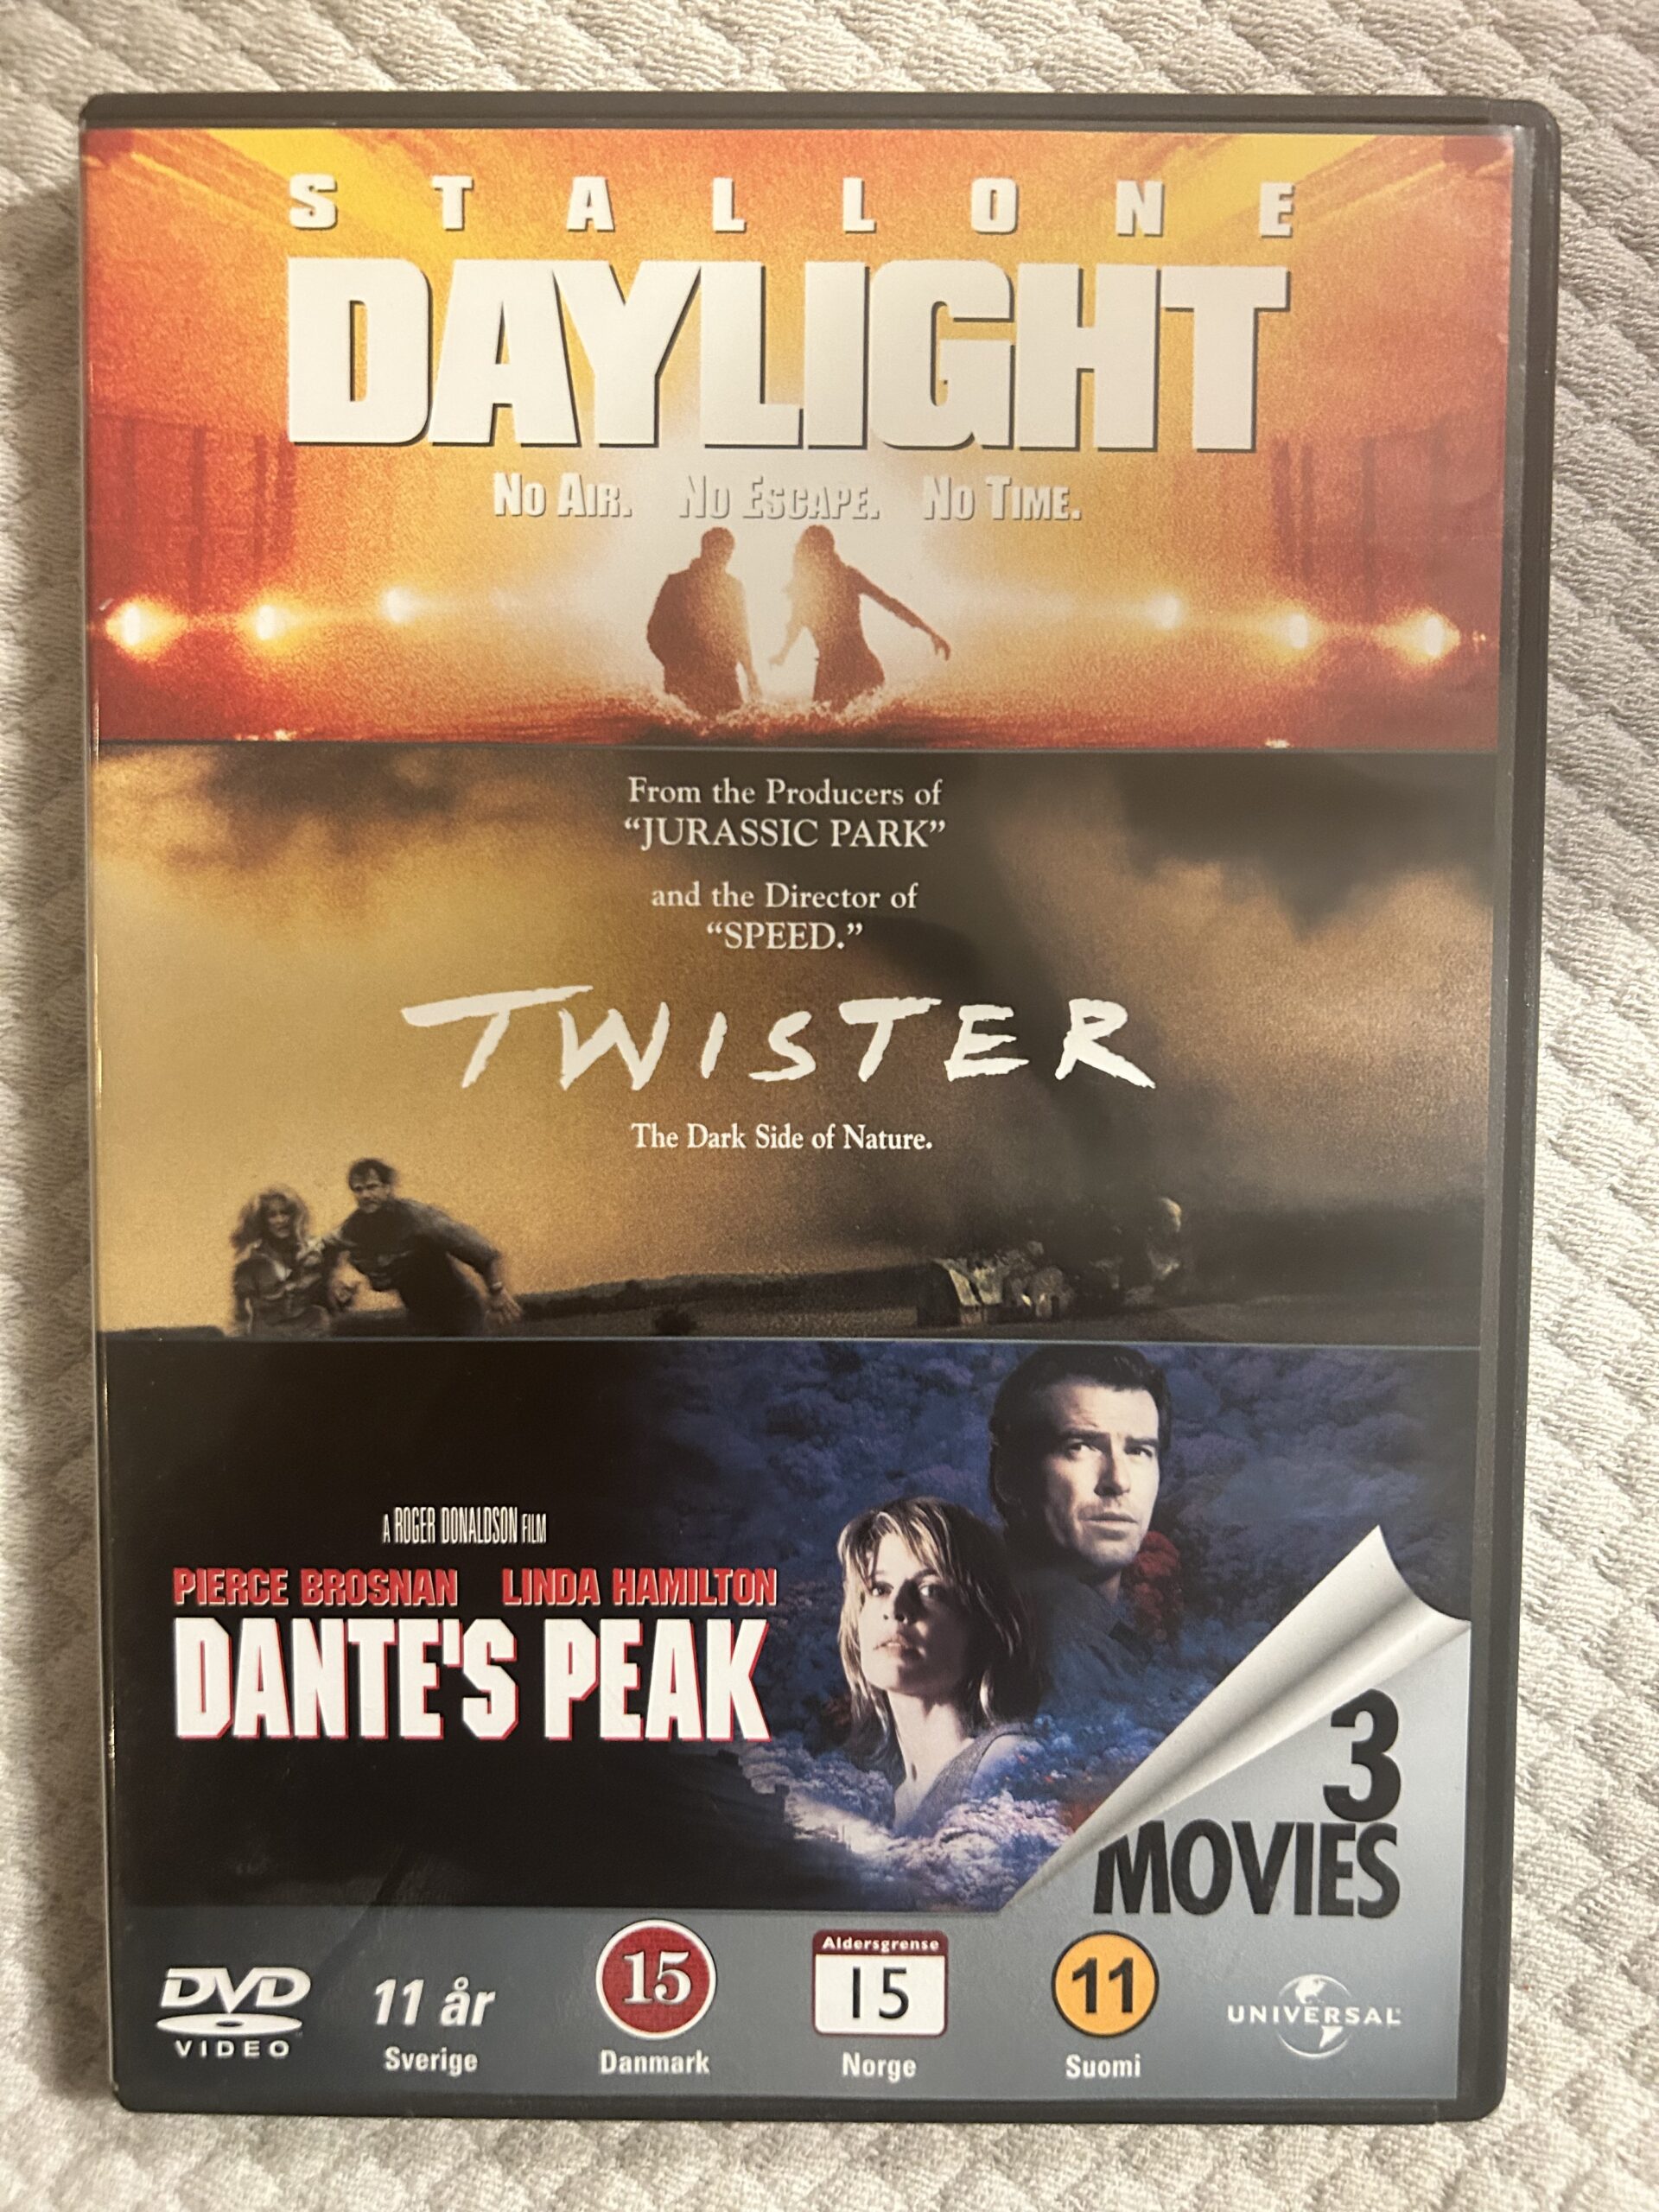 STALLONE
DAYLIGHT
NO AIR. NO ESCAPE. NO TIME.
From the Producers of
“JURASSIC PARK”
and the Director of
“SPEED.”
TWISTER
The Dark Side of Nature.
A ROGER DONALDSON FILM
PIERCE BROSNAN LINDA HAMILTON
DANTE'S PEAK
3
MOVIES
DVD
VIDEO
11 år
Sverige
15
Danmark
Aldersgrense
15
Norge
11
Suomi
UNIVERSAL